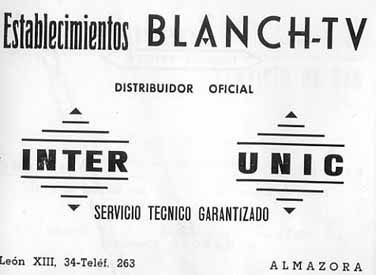 Establecimientos BLANCH-TV
DISTRIBUIDOR OFICIAL
INTER UNIC
SERVICIO TECNICO GARANTIZADO
León XIII, 34-Teléf. 263 ALMAZORA